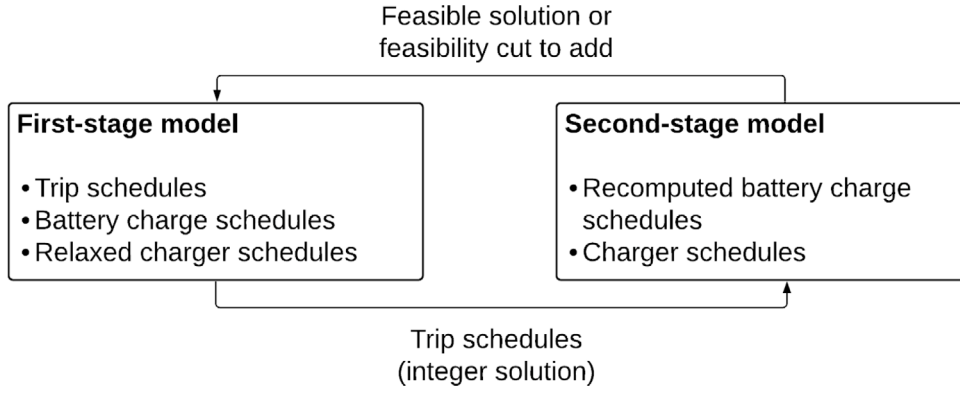 Feasible solution or
feasibility cut to add
First-stage model
• Trip schedules
• Battery charge schedules
• Relaxed charger schedules
Second-stage model
• Recomputed battery charge
schedules
• Charger schedules
Trip schedules
(integer solution)